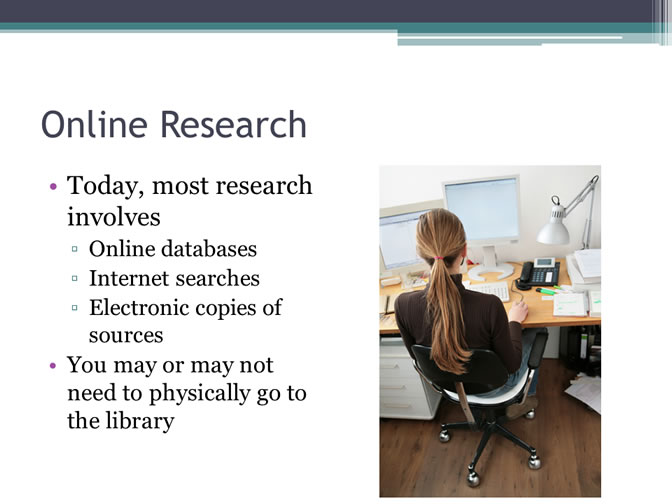 Online Research
• Today, most research
involves
▫ Online databases
▫ Internet searches
▫ Electronic copies of
sources
• You may or may not
need to physically go to
the library